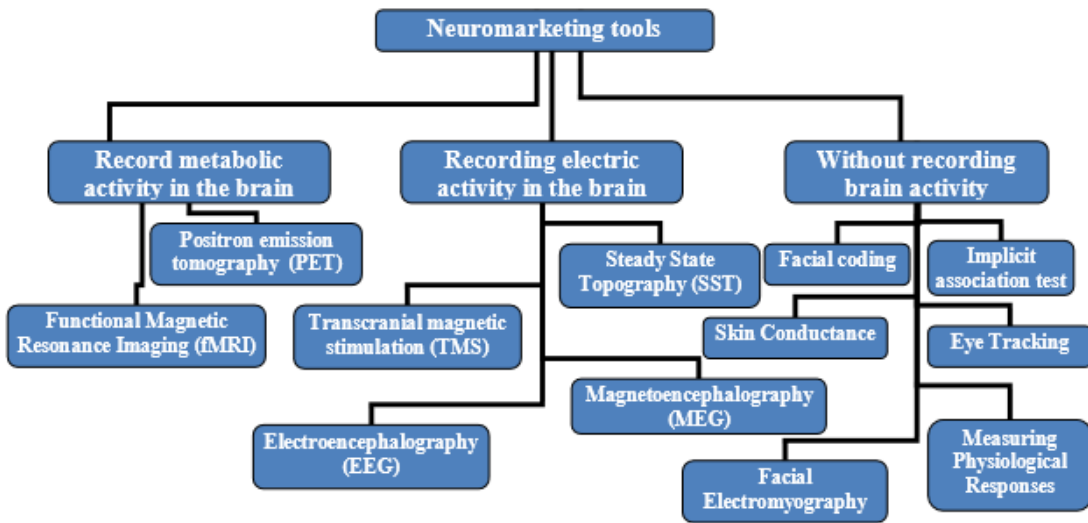 Neuromarketing tools
Record metabolic
activity in the brain
Recording electric
activity in the brain
Without recording
brain activity
Positron emission
tomography (PET)
Functional Magnetic
Resonance Imaging (fMRI)
Steady State
Topography (SST)
Transcranial magnetic
stimulation (TMS)
Magnetoencephalography
(MEG)
Electroencephalography
(EEG)
Facial coding
Implicit
association test
Skin Conductance
Eye Tracking
Facial
Electromyography
Measuring
Physiological
Responses